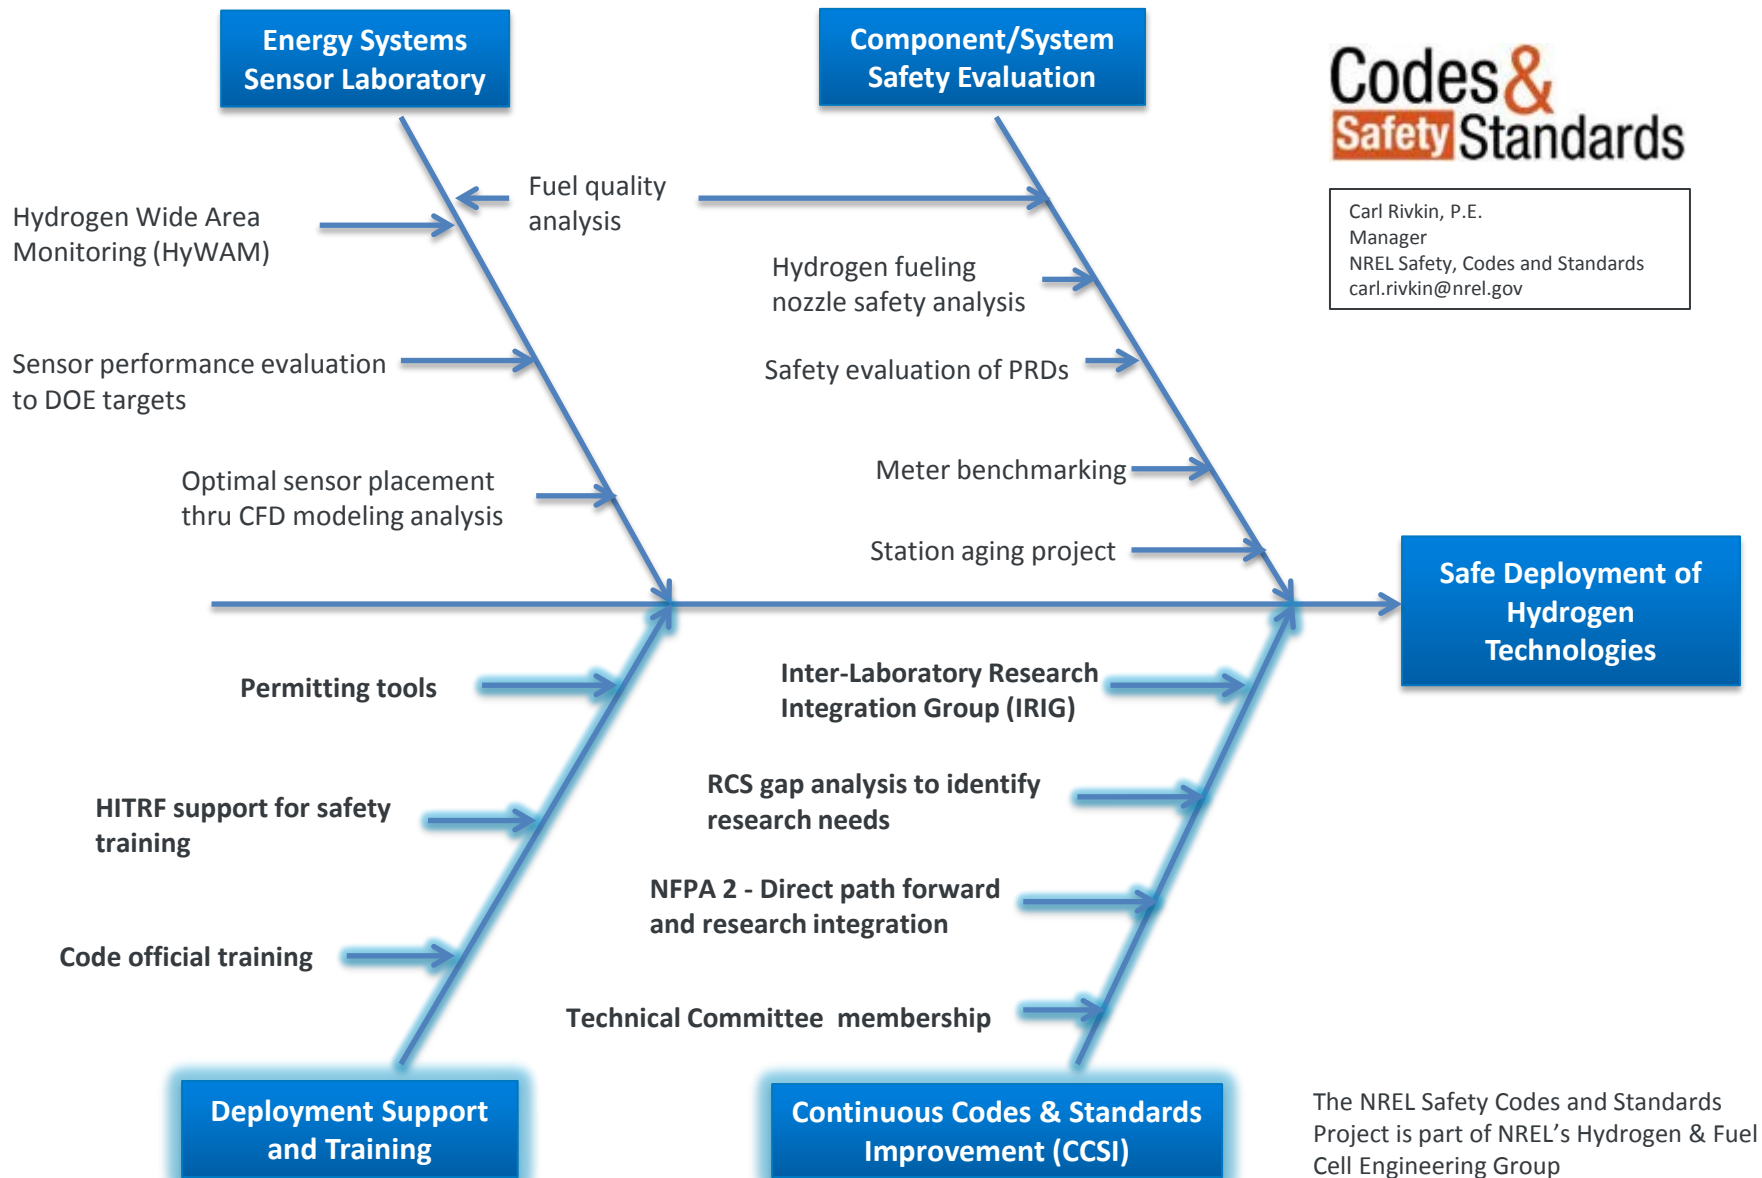 Energy Systems
Sensor Laboratory
Component/System
Safety Evaluation
Codes&
Safety Standards
Carl Rivkin, P.E.
Manager
NREL Safety, Codes and Standards
carl.rivkin@nrel.gov
Fuel quality
analysis
Hydrogen Wide Area
Monitoring (HyWAM)
Hydrogen fueling
nozzle safety analysis
Sensor performance evaluation
to DOE targets
Safety evaluation of PRDs
Optimal sensor placement
thru CFD modeling analysis
Meter benchmarking
Station aging project
Safe Deployment of
Hydrogen
Technologies
Permitting tools
Inter-Laboratory Research
Integration Group (IRIG)
HITRF support for safety
training
RCS gap analysis to identify
research needs
NFPA 2 - Direct path forward
and research integration
Code official training
Technical Committee  membership
Deployment Support
and Training
Continuous Codes & Standards
Improvement (CCSI)
The NREL Safety Codes and Standards
Project is part of NREL’s Hydrogen & Fuel
Cell Engineering Group